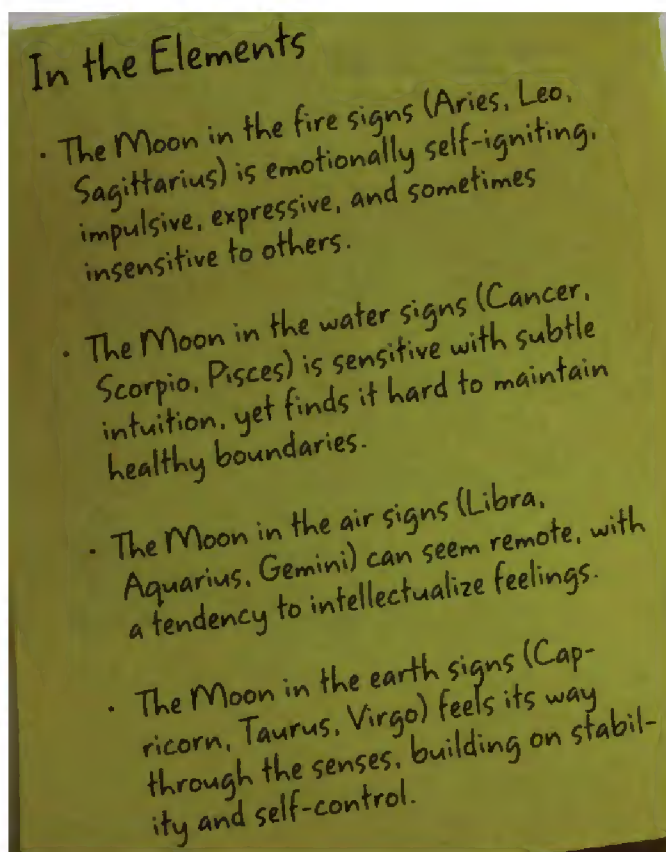 In the Elements
· The Moon in the fire signs (Aries, Leo,
Sagittarius) is emotionally self-igniting,
impulsive, expressive, and sometimes
insensitive to others.
· The Moon in the water signs (Cancer,
Scorpio, Pisces) is sensitive with subtle
intuition, yet finds it hard to maintain
healthy boundaries.
· The Moon in the air signs (Libra,
Aquarius, Gemini) can seem remote, with
a tendency to intellectualize feelings.
· The Moon in the earth signs (Cap-
ricorn, Taurus, Virgo) feels its way
through the senses, building on stabil-
ity and self-control.